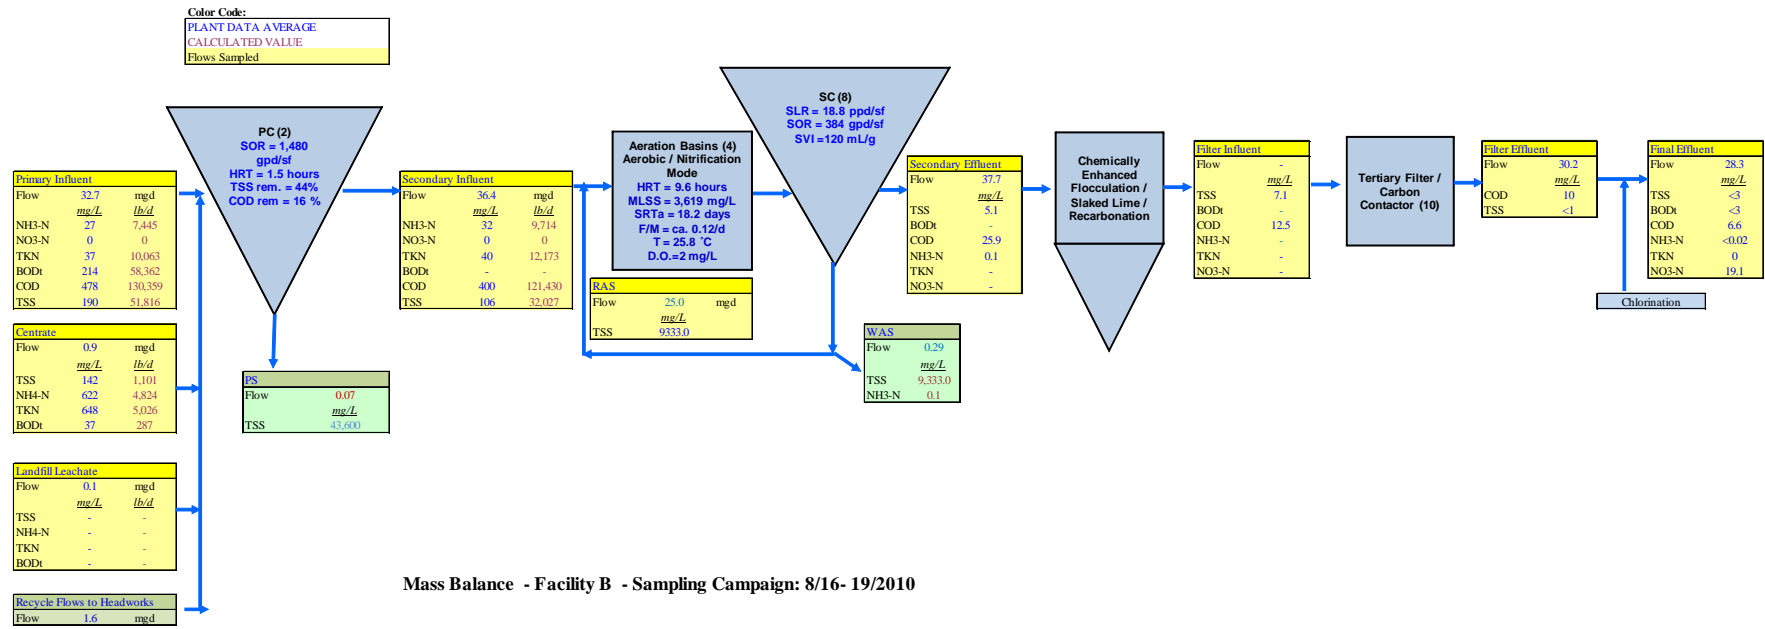 Color Code:
PLANT DATA AVERAGE
CALCULATED VALUE
Flows Sampled
PC (2)
SOR = 1,480
gpd/sf
HRT = 1.5 hours
TSS rem. = 44%
COD rem = 16 %
SC (8)
SLR = 18.8 ppd/sf
SOR = 384 gpd/sf
SVI =120 mL/g
Aeration Basins (4)
Aerobic / Nitrification
Mode
HRT = 9.6 hours
MLSS = 3,619 mg/L
SRTa = 18.2 days
F/M = ca. 0.12/d
T = 25.8 ˚C
D.O.=2 mg/L
Chemically
Enhanced
Flocculation /
Slaked Lime /
Recarbonation
Tertiary Filter /
Carbon
Contactor (10)
Primary Influent
Flow 32.7 mgd
mg/L lb/d
NH3-N 27 7,445
NO3-N 0 0
TKN 37 10,063
BODt 214 58,362
COD 478 130,359
TSS 190 51,816
Secondary Influent
Flow 36.4 mgd
mg/L lb/d
NH3-N 32 9,714
NO3-N 0 0
TKN 40 12,173
BODt - -
COD 400 121,430
TSS 106 32,027
Secondary Effluent
Flow 37.7
mg/L
TSS 5.1
BODt -
COD 25.9
NH3-N 0.1
TKN -
NO3-N -
Filter Influent
Flow -
mg/L
TSS 7.1
BODt -
COD 12.5
NH3-N -
TKN -
NO3-N -
Filter Effluent
Flow 30.2
mg/L
COD 10
TSS <1
Final Effluent
Flow 28.3
mg/L
TSS <3
BODt <3
COD 6.6
NH3-N <0.02
TKN 0
NO3-N 19.1
Chlorination
RAS
Flow 25.0 mgd
mg/L
TSS 9333.0
WAS
Flow 0.29
mg/L
TSS 9,333.0
NH3-N 0.1
Centrate
Flow 0.9 mgd
mg/L lb/d
TSS 142 1,101
NH4-N 622 4,824
TKN 648 5,026
BODt 37 287
PS
Flow 0.07
mg/L
TSS 43,600
Landfill Leachate
Flow 0.1 mgd
mg/L lb/d
TSS - -
NH4-N - -
TKN - -
BODt - -
Mass Balance - Facility B - Sampling Campaign: 8/16- 19/2010
Recycle Flows to Headworks
Flow 1.6 mgd